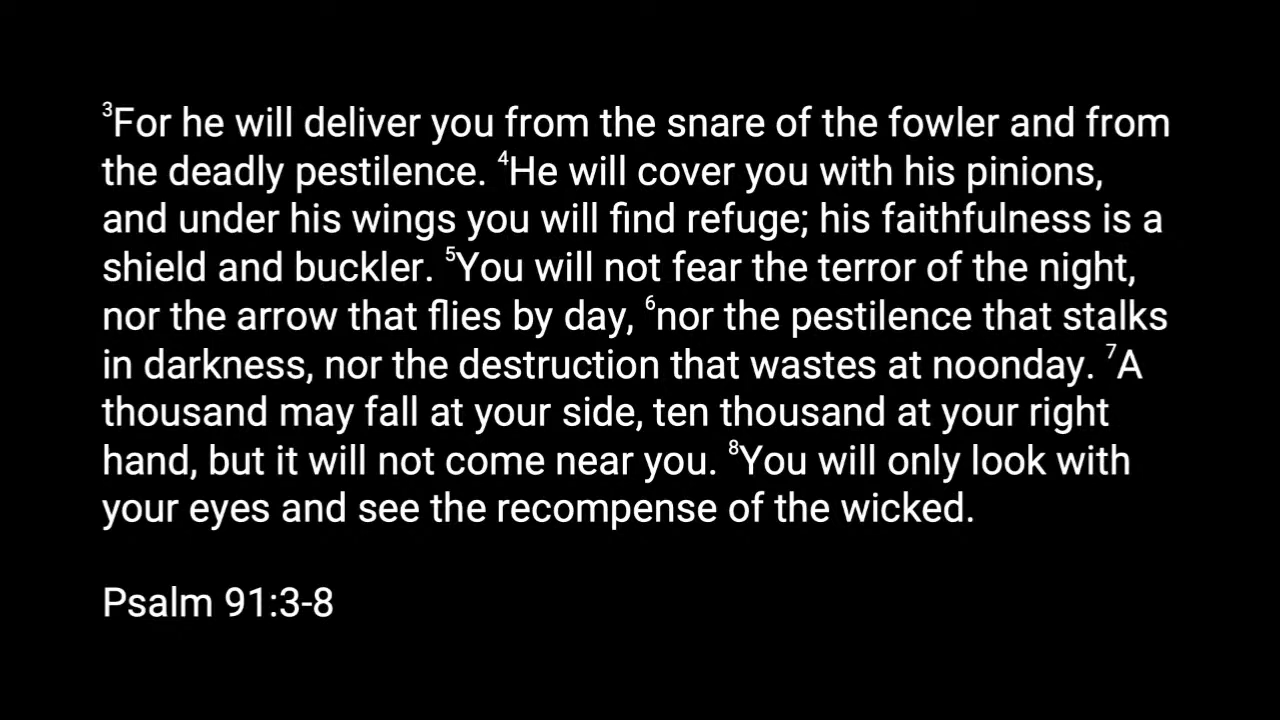 ³For he will deliver you from the snare of the fowler and from
the deadly pestilence. ⁴He will cover you with his pinions,
and under his wings you will find refuge; his faithfulness is a
shield and buckler. ⁵You will not fear the terror of the night,
nor the arrow that flies by day, ⁶nor the pestilence that stalks
in darkness, nor the destruction that wastes at noonday. ⁷A
thousand may fall at your side, ten thousand at your right
hand, but it will not come near you. ⁸You will only look with
your eyes and see the recompense of the wicked.
Psalm 91:3-8